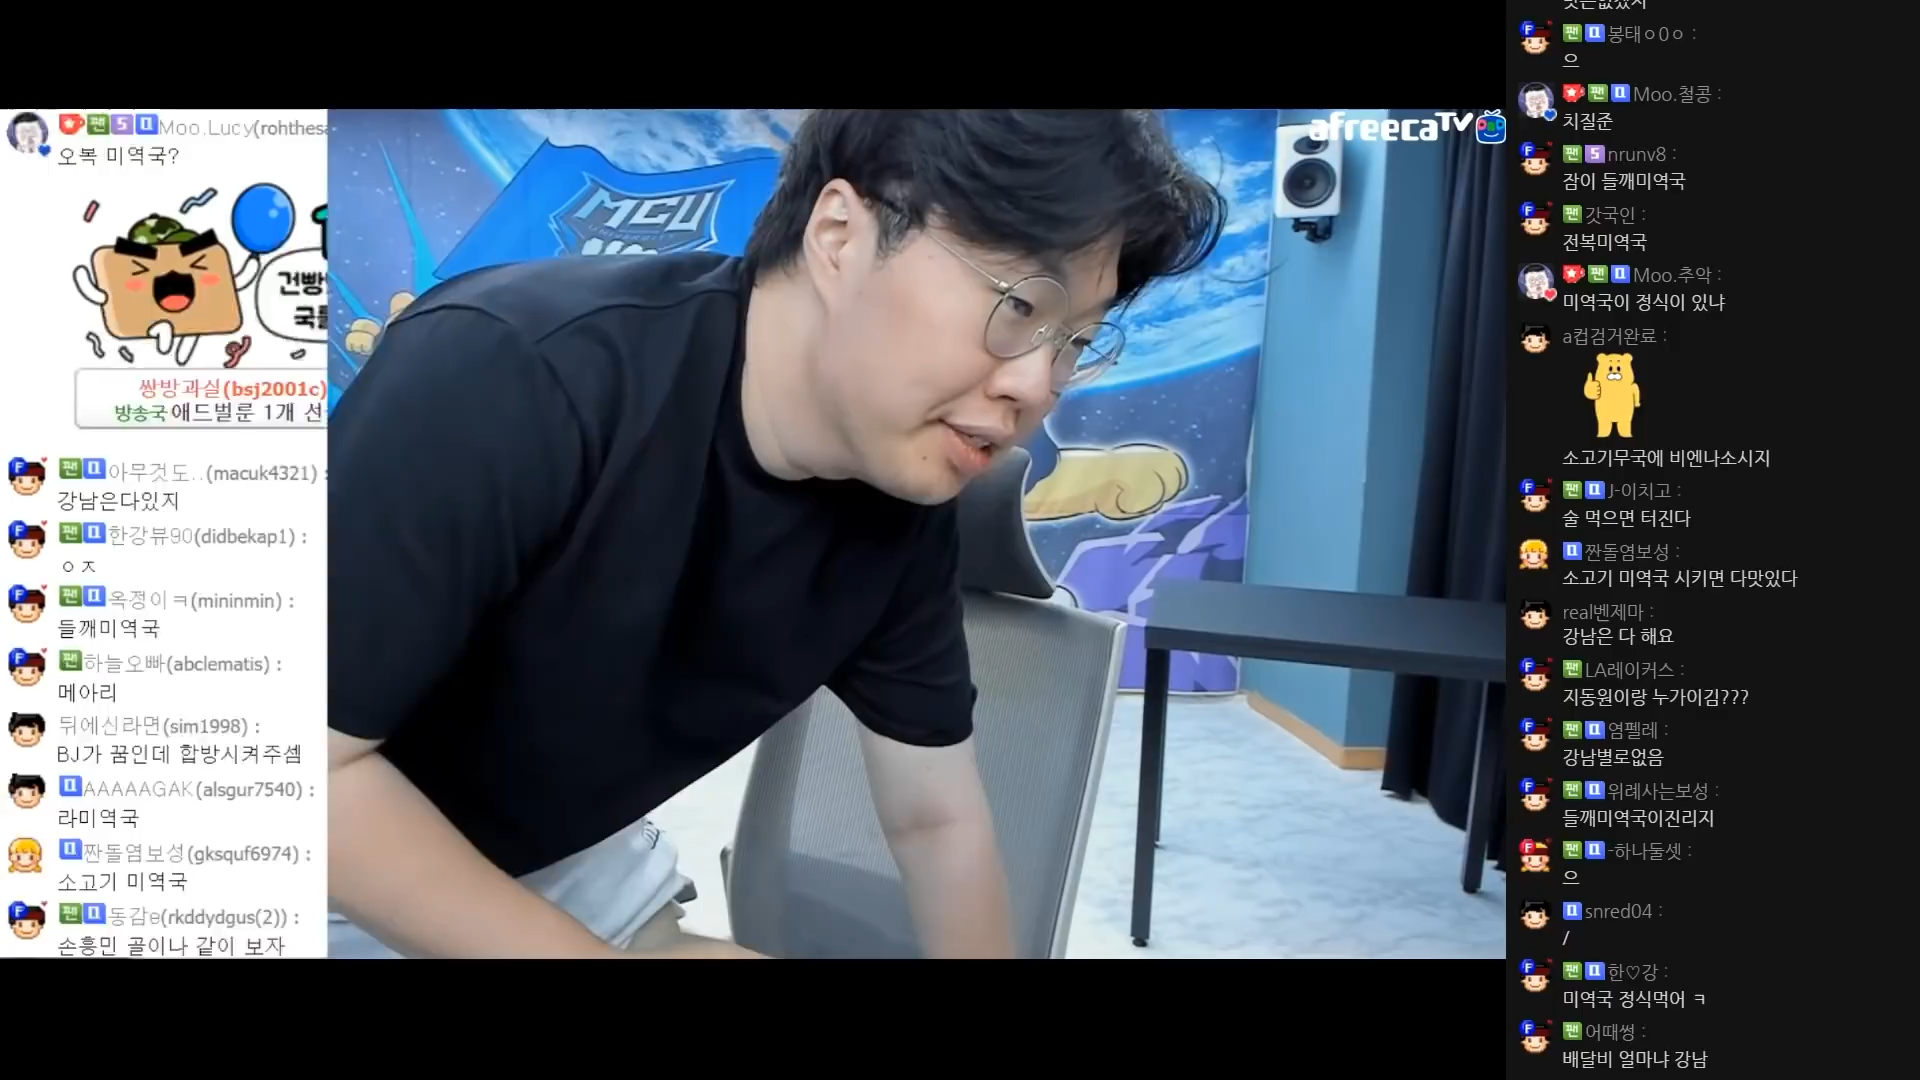 Moo.Lucy(rohthesa
오복 미역국?
건빵
쌍방과실(bsj2001c)
방송국 애드벌룬 1개 선
아무것도..(macuk4321) :
강남은다있지
한강뷰90(didbekap1) :
ㅇㅈ
옥정이ㅋ(mininmin) :
들깨미역국
하늘오빠(abclematis) :
메아리
뒤에신라면(sim1998) :
BJ가 꿈인데 합방시켜주셈
AAAAAGAK(alsgur7540) :
라미역국
짠돌염보성(gksquf6974) :
소고기 미역국
동감e(rkddydgus(2)) :
손흥민 골이나 같이 보자
MCU
afreecaTV
봉태ㅇ0ㅇ :
으
Moo.철콩 :
치질준
nrunv8 :
잠이 들깨미역국
갓국인 :
전복미역국
Moo.추악 :
미역국이 정식이 있냐
a컵검거완료 :
소고기무국에 비엔나소시지
J-이치고 :
술 먹으면 터진다
짠돌염보성 :
소고기 미역국 시키면 다맛있다
real벤제마 :
강남은 다 해요
LA레이커스 :
지동원이랑 누가이김???
염펠레 :
강남별로없음
위례사는보성 :
들깨미역국이진리지
-하나둘셋 :
으
snred04 :
/
한♡강 :
미역국 정식먹어 ㅋ
어때썽 :
배달비 얼마냐 강남